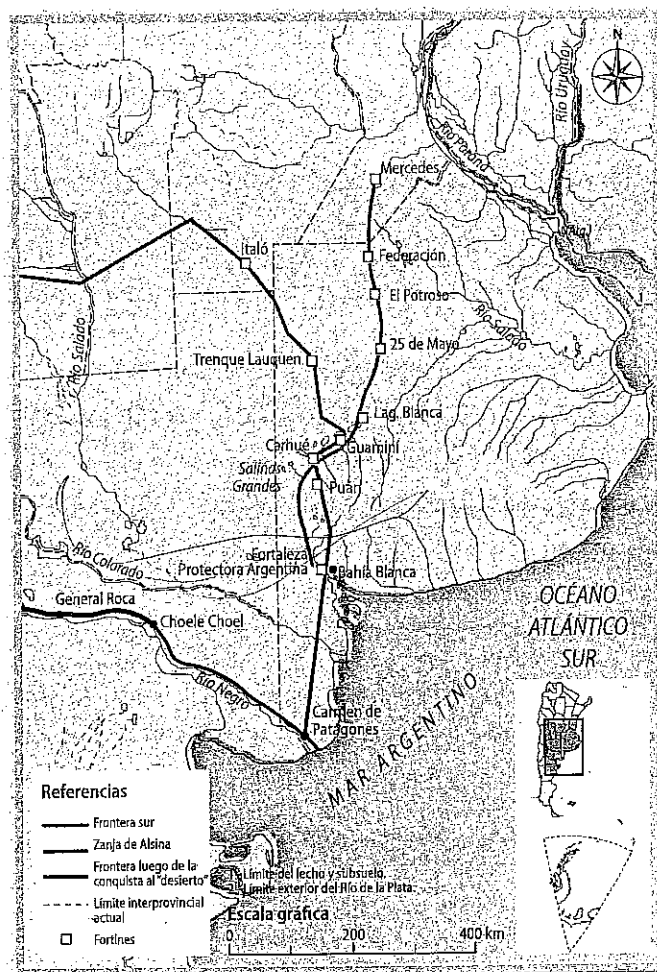 N
Río Uruguay
Río Paraná
Mercedes
Italó
Federación
El Potroso
Río Salado
25 de Mayo
Trenque Lauquen
Río Salado
Lag. Blanca
Carhué
Guaminí
Salinas
Grandes
Puán
Fortaleza
Protectora Argentina
Bahía Blanca
Río Colorado
General Roca
Choele Choel
OCÉANO
ATLÁNTICO
SUR
Río Negro
Carmen de
Patagones
MAR ARGENTINO
Referencias
Frontera sur
Zanja de Alsina
Frontera luego de la
conquista al "desierto"
Límite interprovincial
actual
Fortines
1- Límite del lecho y subsuelo.
2- Límite exterior del Río de la Plata.
Escala gráfica
0 200 400 km